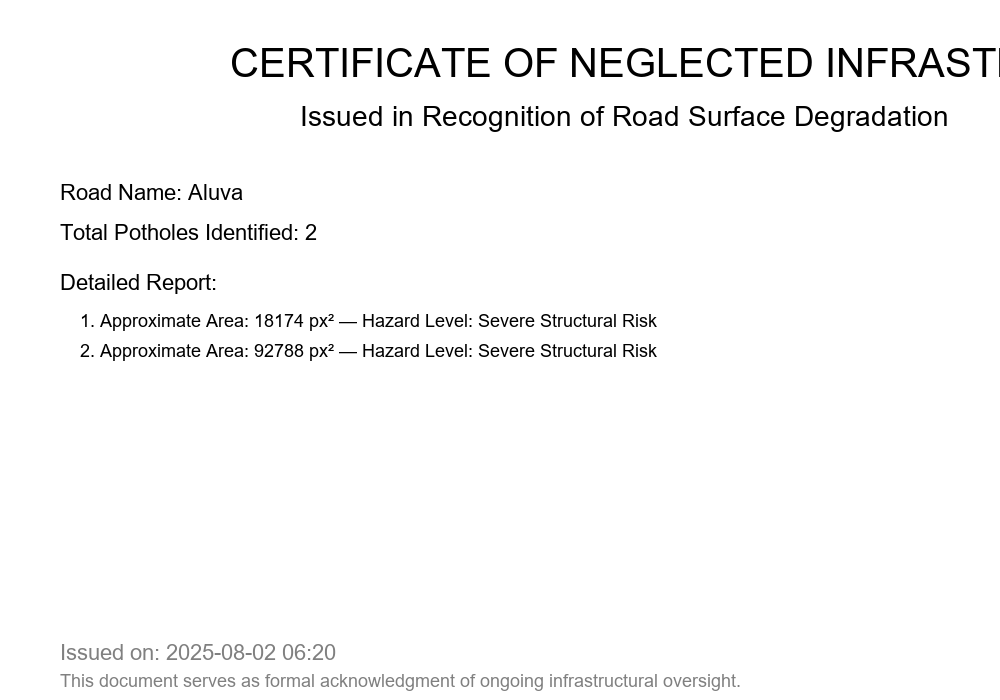 CERTIFICATE OF NEGLECTED
Issued in Recognition of Road Surface Degradation
Road Name: Aluva
Total Potholes Identified: 2
Detailed Report:
1. Approximate Area: 18174 px² — Hazard Level: Severe Structural Risk
2. Approximate Area: 92788 px² — Hazard Level: Severe Structural Risk
Issued on: 2025-08-02 06:20
This document serves as formal acknowledgment of ongoing infrastructural oversight.